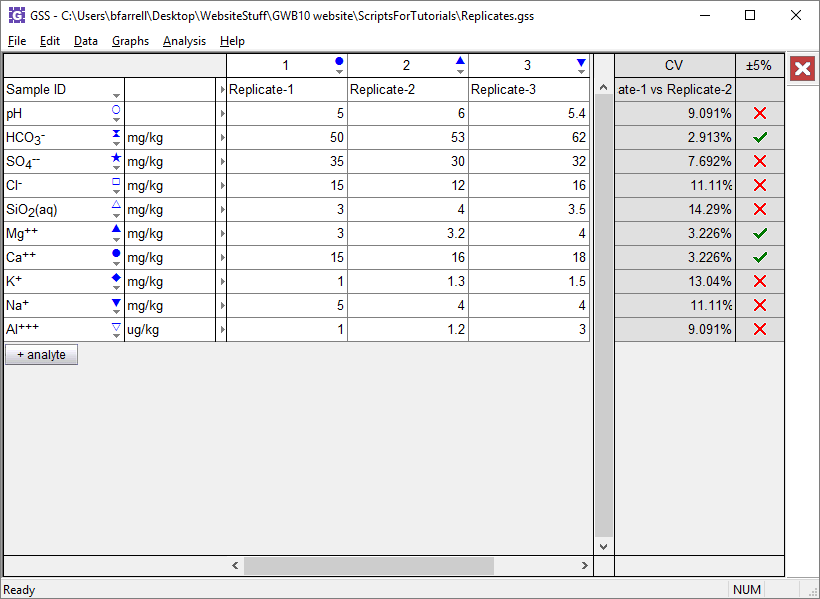 GSS - C:\Users\bfarrell\Desktop\WebsiteStuff\GWB10 website\ScriptsForTutorials\Replicates.gss
File Edit Data Graphs Analysis Help
1 2 3 CV ±5%
Sample ID Replicate-1 Replicate-2 Replicate-3 ate-1 vs Replicate-2
pH 5 6 5.4 9.091%
HCO3- mg/kg 50 53 62 2.913%
SO4-- mg/kg 35 30 32 7.692%
Cl- mg/kg 15 12 16 11.11%
SiO2(aq) mg/kg 3 4 3.5 14.29%
Mg++ mg/kg 3 3.2 4 3.226%
Ca++ mg/kg 15 16 18 3.226%
K+ mg/kg 1 1.3 1.5 13.04%
Na+ mg/kg 5 4 4 11.11%
Al+++ ug/kg 1 1.2 3 9.091%
+ analyte
Ready NUM